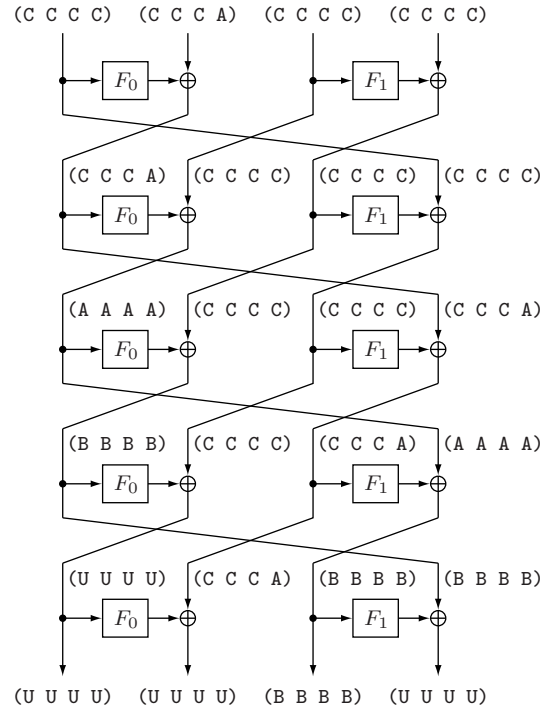 (C C C C) (C C C A) (C C C C) (C C C C)
F0 F1
(C C C A) (C C C C) (C C C C) (C C C C)
F0 F1
(A A A A) (C C C C) (C C C C) (C C C A)
F0 F1
(B B B B) (C C C C) (C C C A) (A A A A)
F0 F1
(U U U U) (C C C A) (B B B B) (B B B B)
F0 F1
(U U U U) (U U U U) (B B B B) (U U U U)